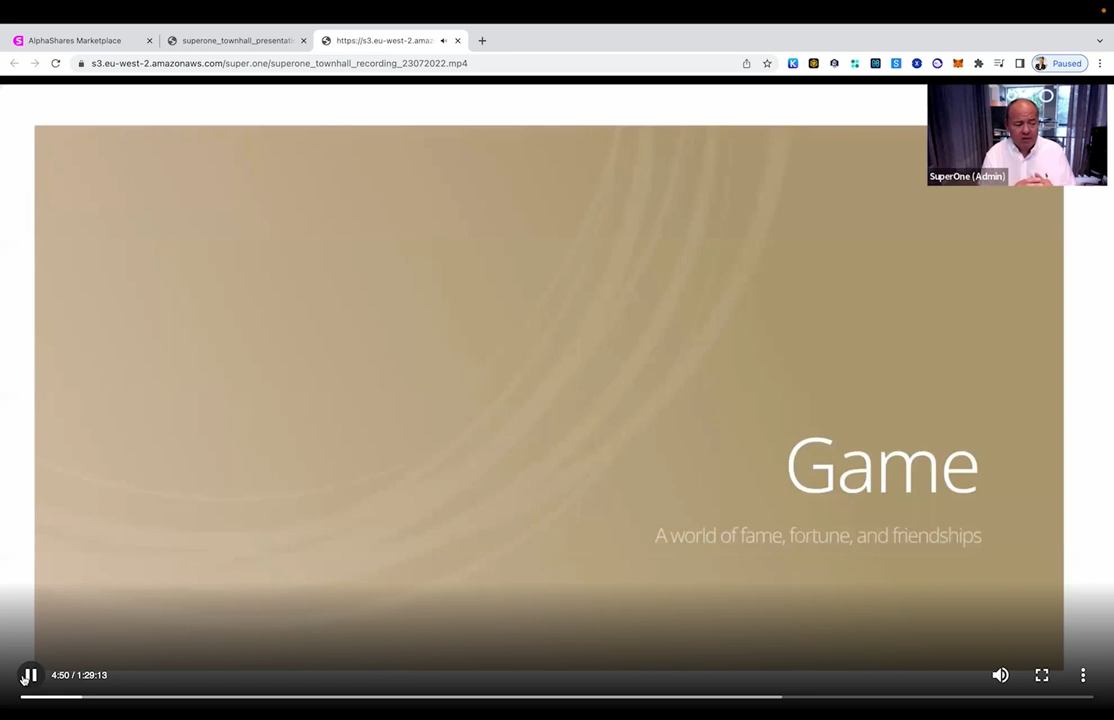 AlphaShares Marketplace
superone_townhall_presentati
https://s3.eu-west-2.amaz
s3.eu-west-2.amazonaws.com/super.one/superone_townhall_recording_23072022.mp4
Paused
SuperOne (Admin)
Game
A world of fame, fortune, and friendships
4:50 / 1:29:13